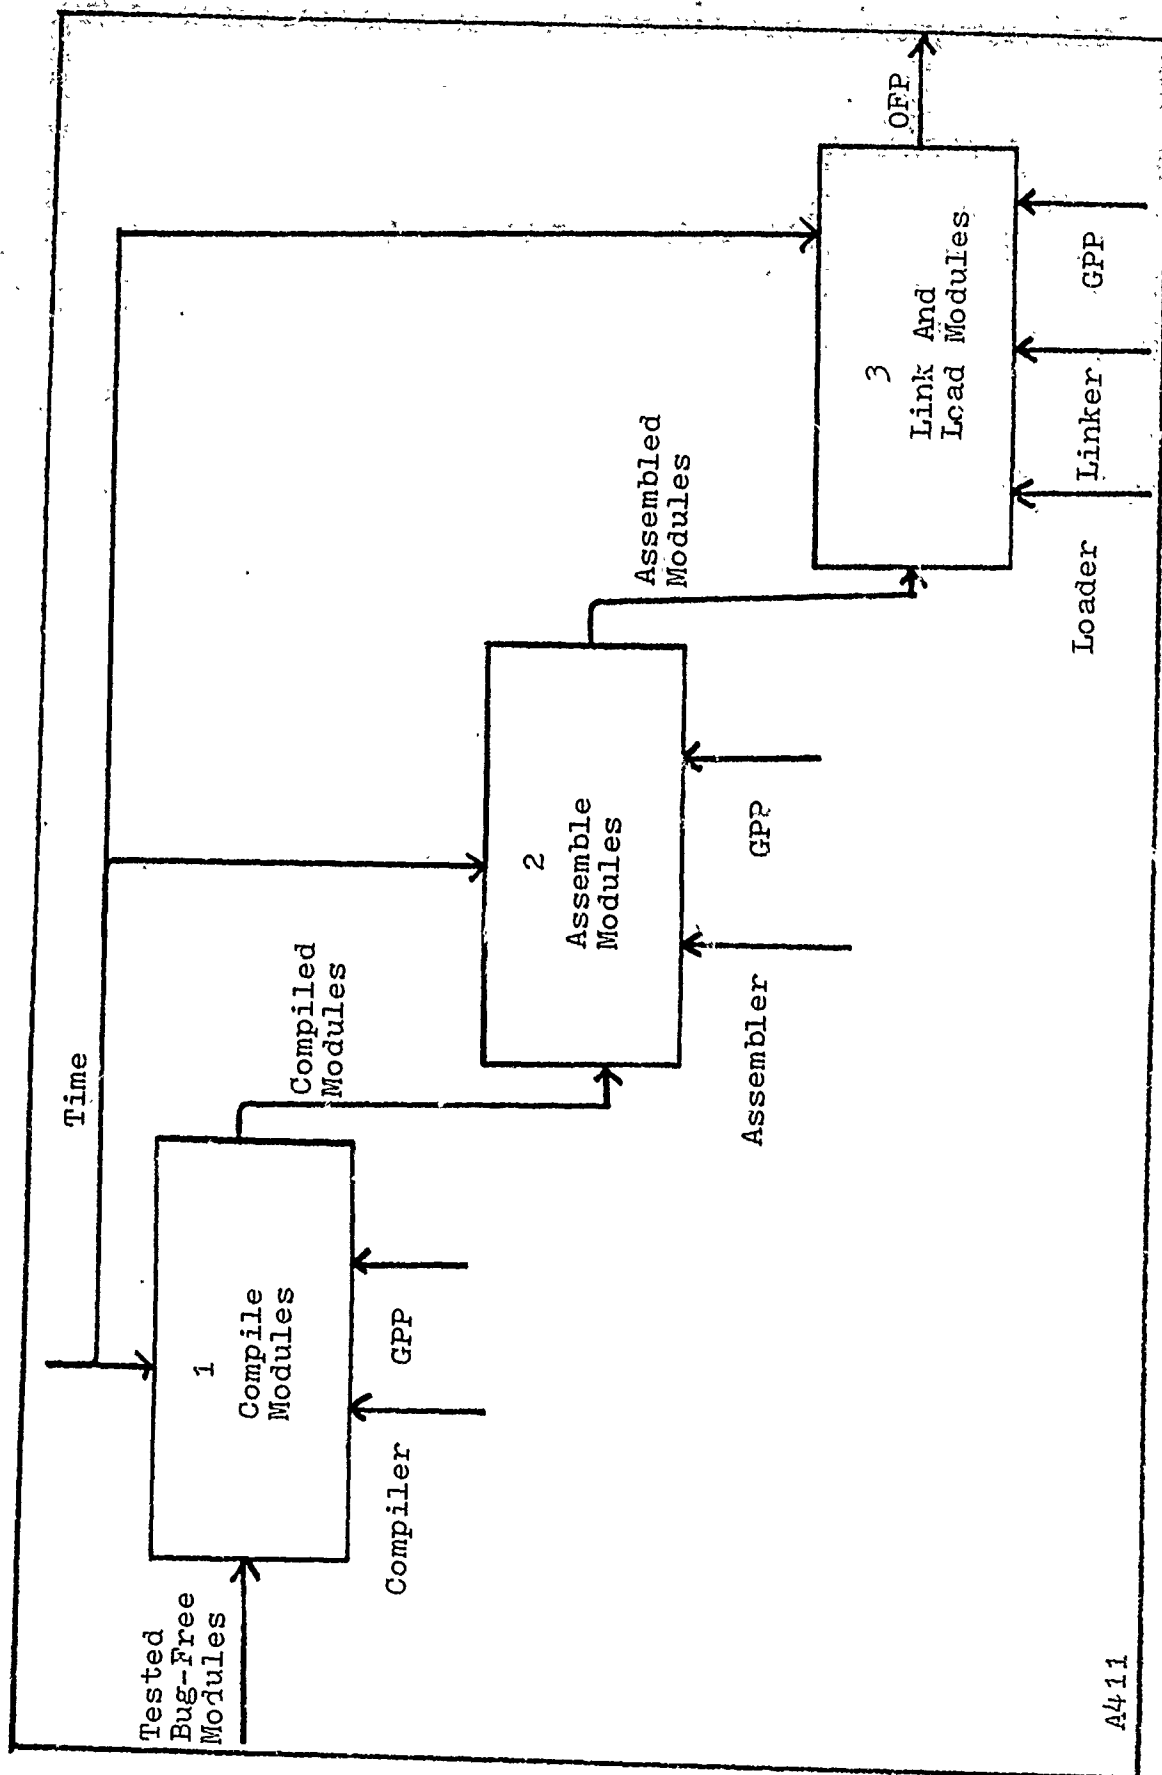 Time
Tested
Bug-Free
Modules
1
Compile
Modules
Compiler
GPP
Compiled
Modules
2
Assemble
Modules
Assembler
GPP
Assembled
Modules
3
Link And
Load Modules
Loader
Linker
GPP
OFP
A411